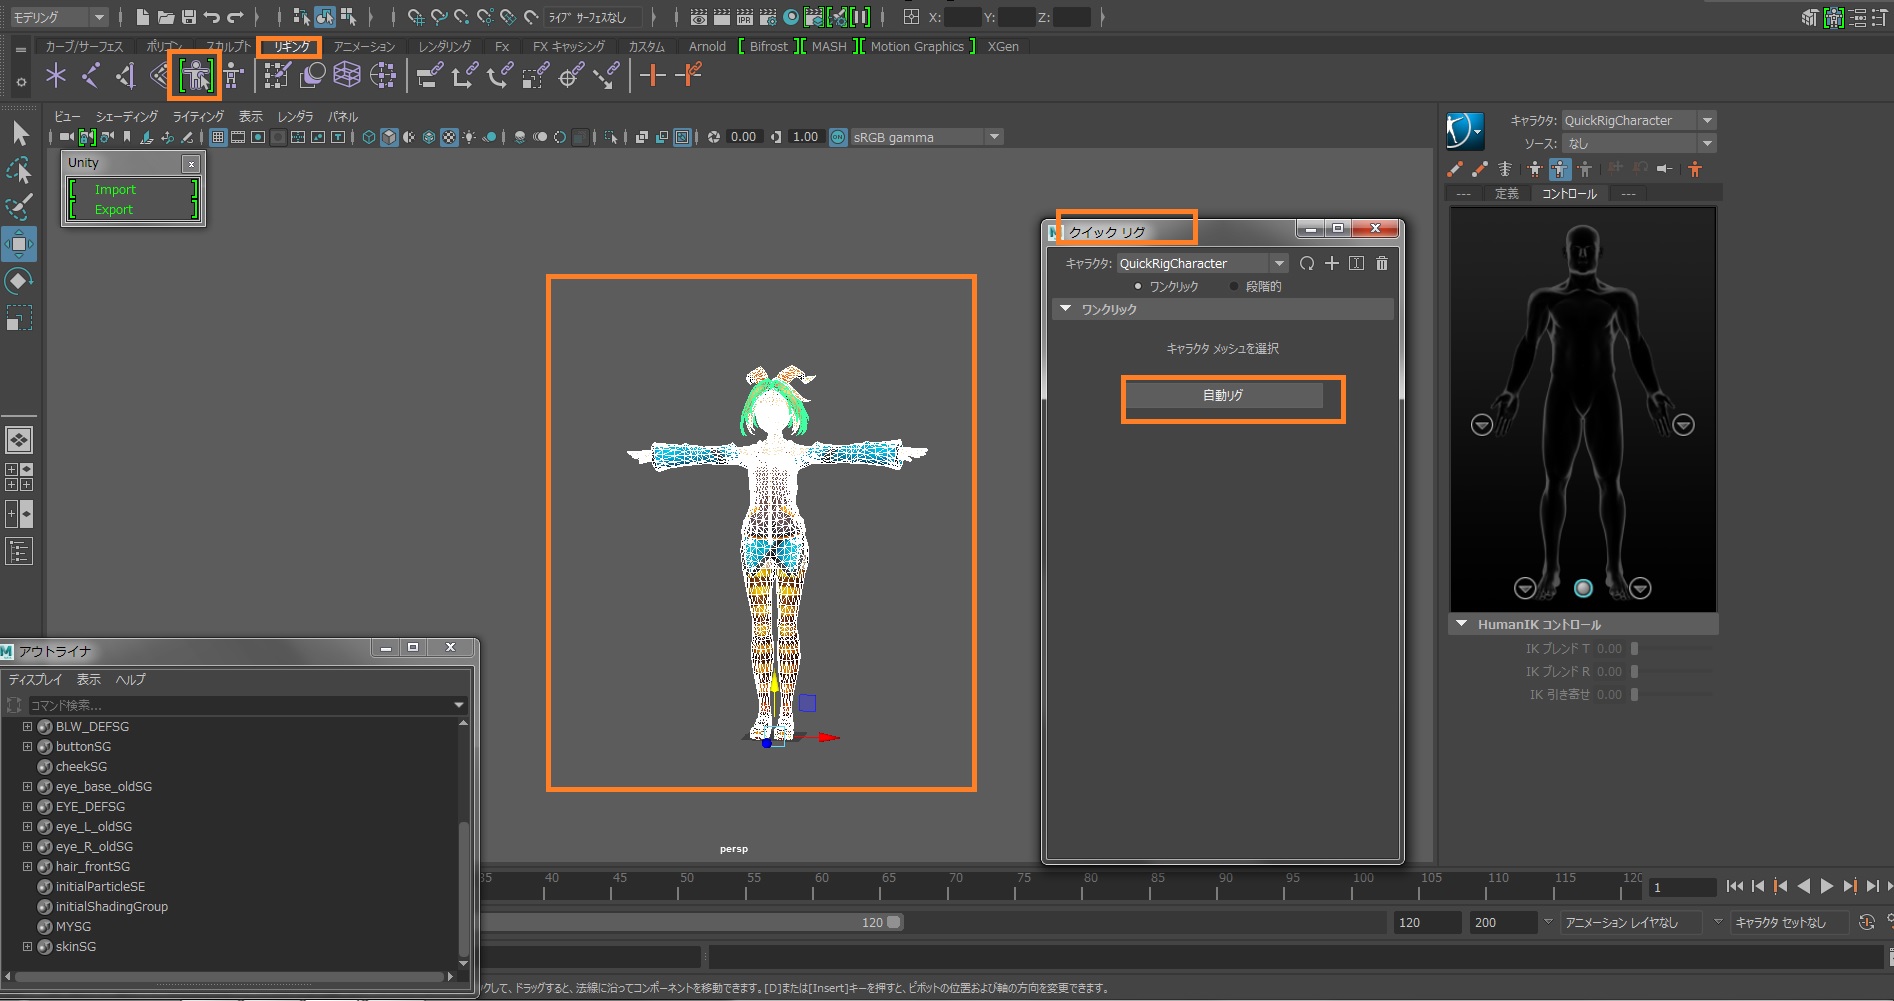 モデリング ライブ サーフェスなし X: Y: Z:
カーブ/サーフェス ポリゴン スカルプト リギング アニメーション レンダリング Fx FX キャッシング カスタム Arnold Bifrost MASH Motion Graphics XGen
IPR
ビュー シェーディング ライティング 表示 レンダラ パネル
0.00 1.00 ON sRGB gamma
Unity x
Import
Export
クイック リグ
キャラクタ: QuickRigCharacter
ワンクリック 段階的
ワンクリック
キャラクタ メッシュを選択
自動リグ
キャラクタ: QuickRigCharacter
ソース: なし
--- 定義 コントロール ---
HumanIK コントロール
IK ブレンド T 0.00
IK ブレンド R 0.00
IK 引き寄せ 0.00
persp
アウトライナ
ディスプレイ 表示 ヘルプ
コマンド検索...
BLW_DEFSG
buttonSG
cheekSG
eye_base_oldSG
EYE_DEFSG
eye_L_oldSG
eye_R_oldSG
hair_frontSG
initialParticleSE
initialShadingGroup
MYSG
skinSG
35 40 45 50 55 60 65 70 75 80 85 90 95 100 105 110 115 120 1
120 120 200 アニメーション レイヤなし キャラクタ セットなし
クして、ドラッグすると、法線に沿ってコンポーネントを移動できます。[D]または[Insert]キーを押すと、ピボットの位置および軸の方向を変更できます。